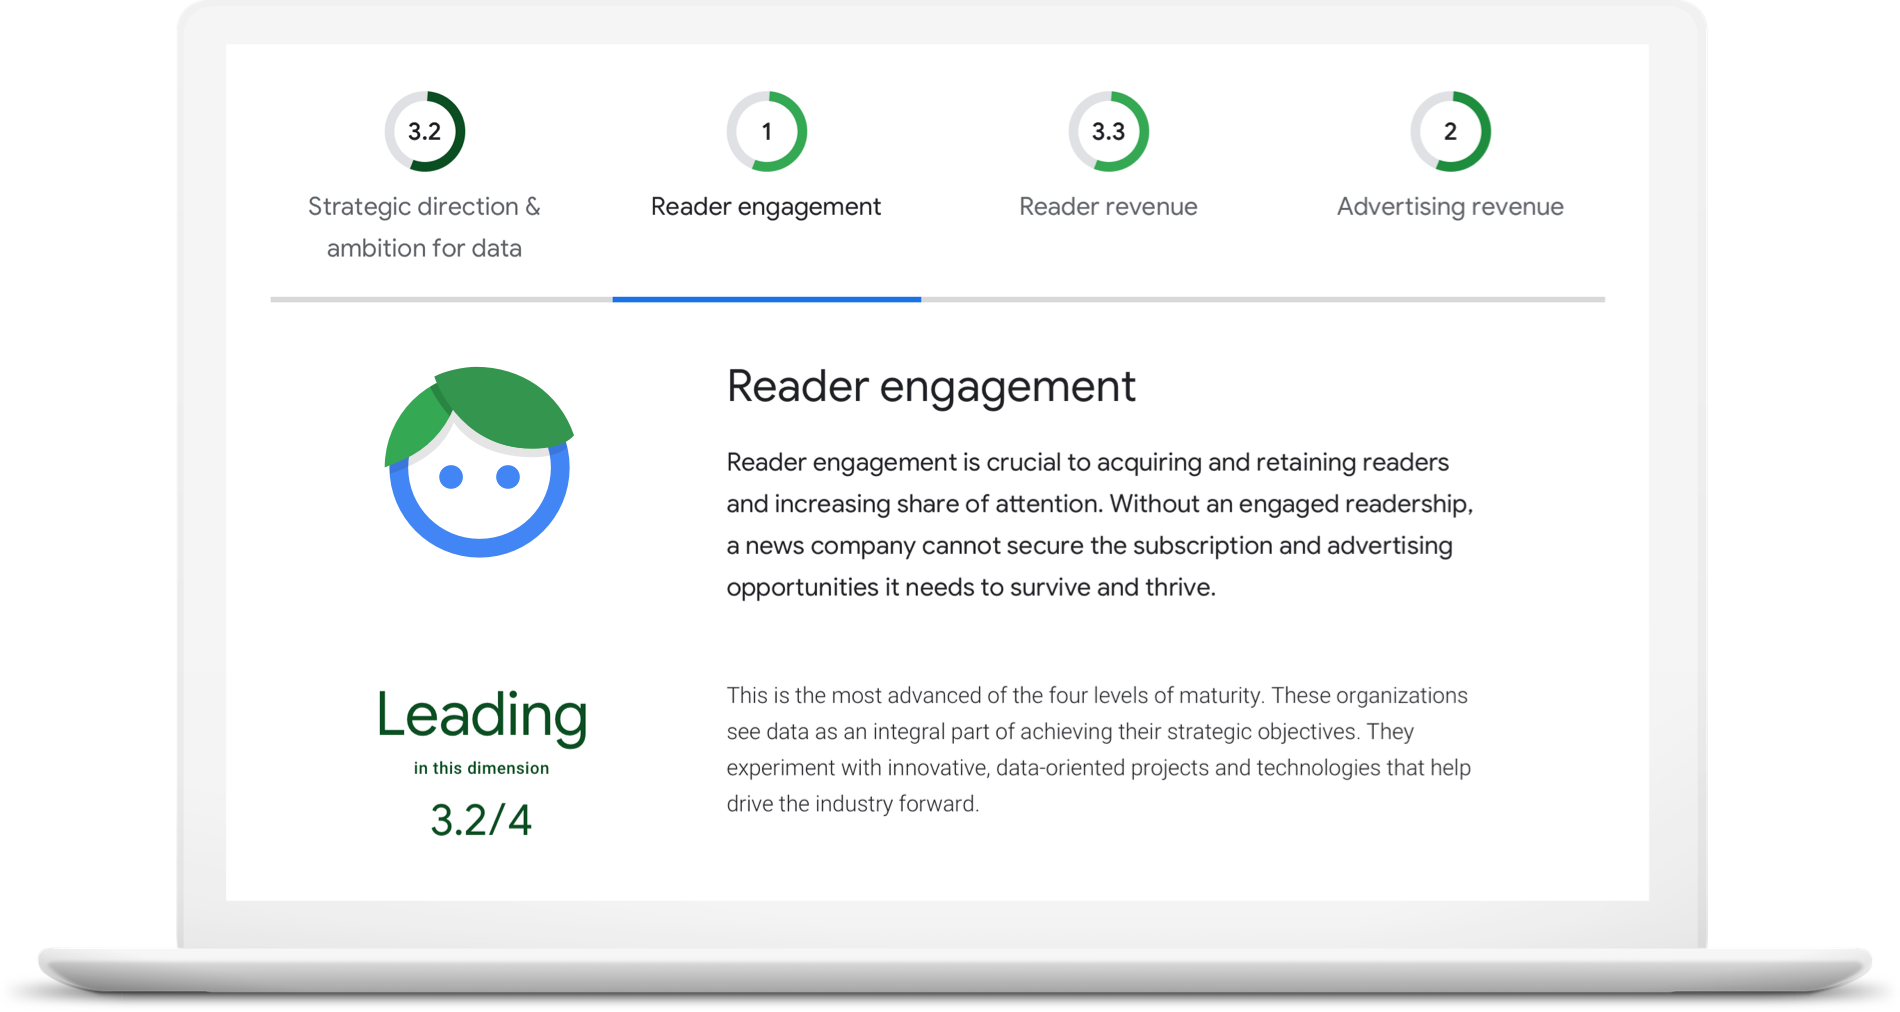 3.2
1
3.3
2
Strategic direction &
ambition for data
Reader engagement
Reader revenue
Advertising revenue
Reader engagement
Reader engagement is crucial to acquiring and retaining readers
and increasing share of attention. Without an engaged readership,
a news company cannot secure the subscription and advertising
opportunities it needs to survive and thrive.
Leading
in this dimension
3.2/4
This is the most advanced of the four levels of maturity. These organizations
see data as an integral part of achieving their strategic objectives. They
experiment with innovative, data-oriented projects and technologies that help
drive the industry forward.